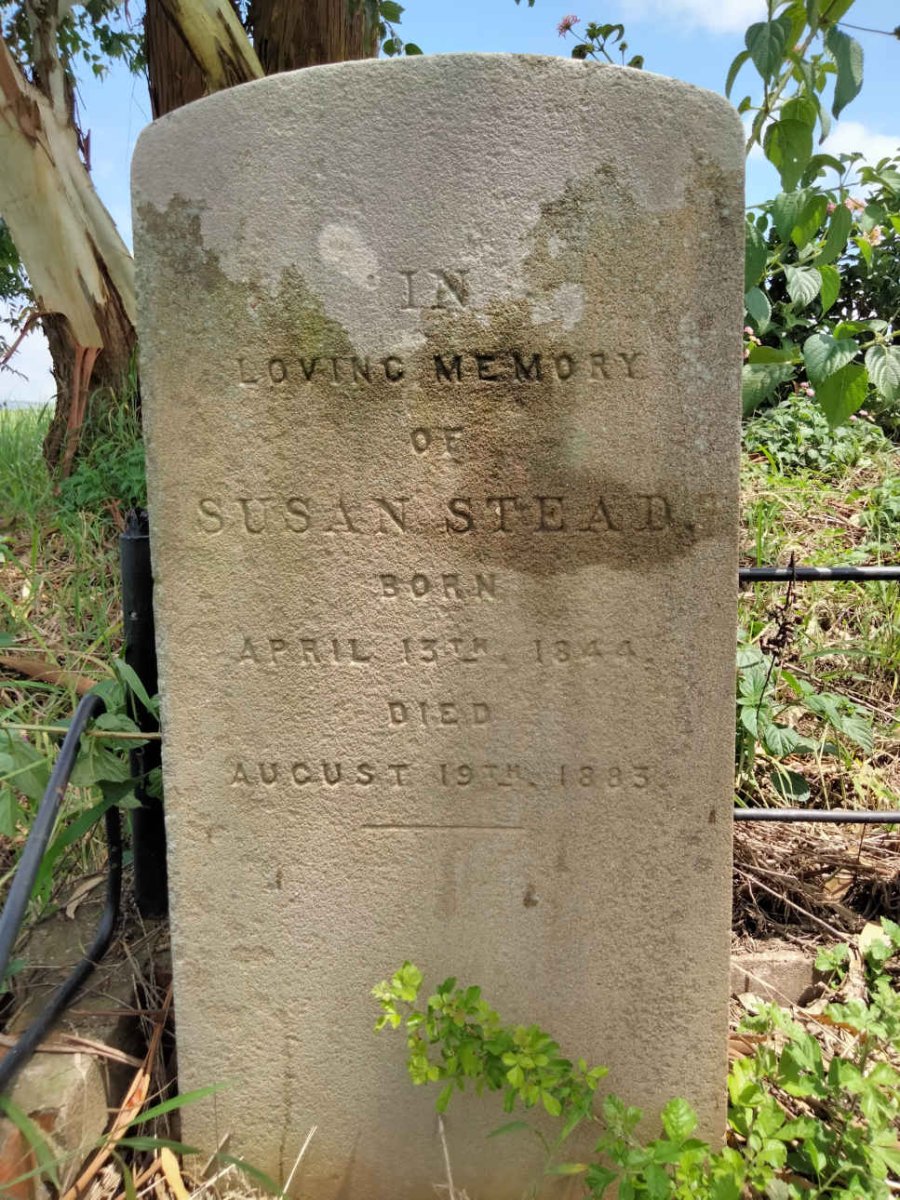 IN
LOVING MEMORY
OF
SUSAN STEAD,
BORN
APRIL 13TH. 1844.
DIED
AUGUST 19TH. 1883.